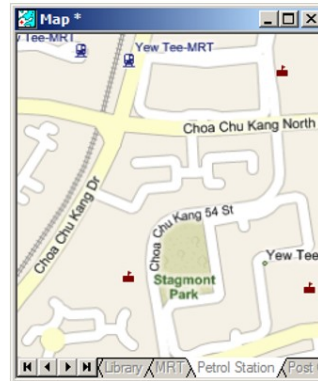 Map *
w Tee-MRT
Yew Tee-MRT
Choa Chu Kang North
Choa Chu Kang Dr
Choa Chu Kang 54 St
Yew Tee
Stagmont
Park
Library MRT Petrol Station Post